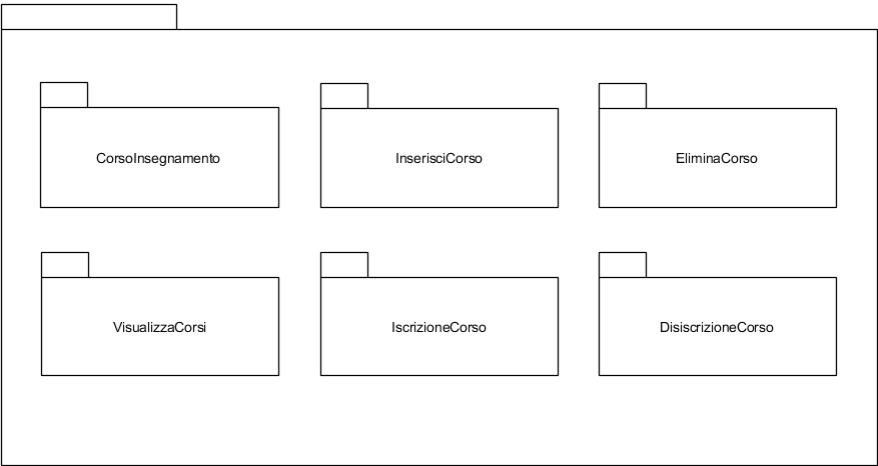 CorsoInsegnamento
InserisciCorso
EliminaCorso
VisualizzaCorsi
IscrizioneCorso
DisiscrizioneCorso